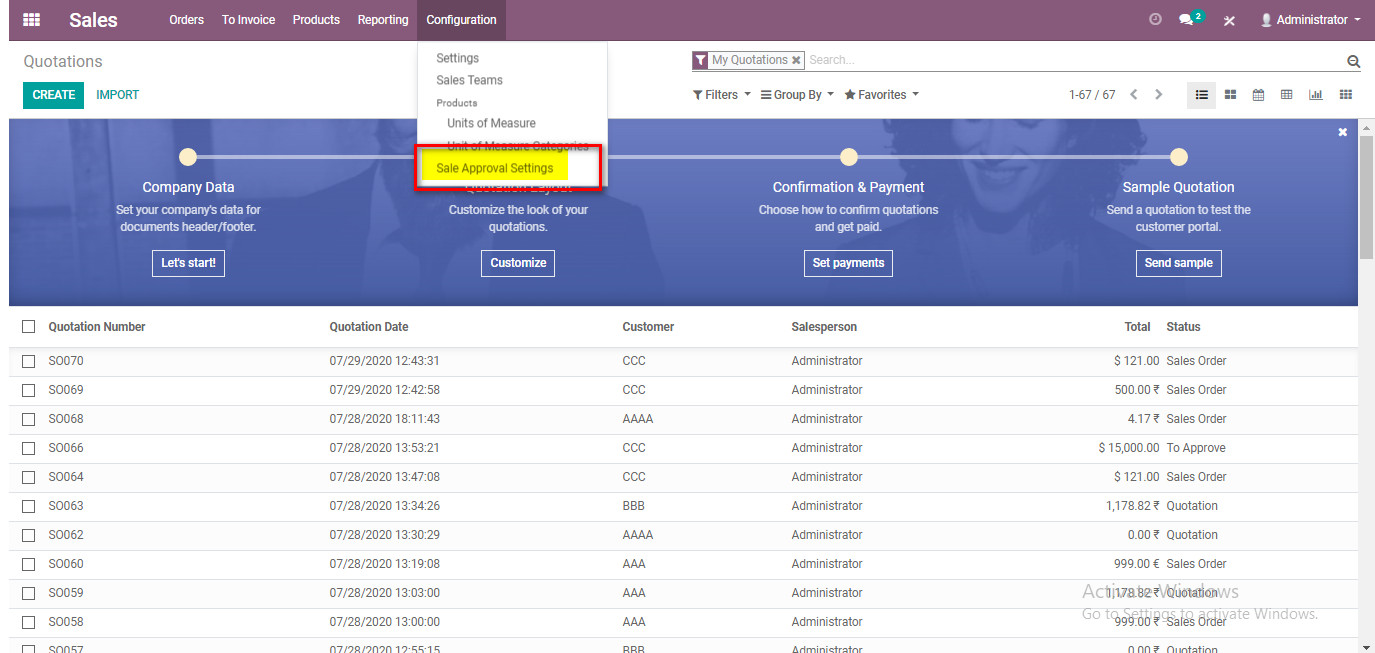 Sales Orders To Invoice Products Reporting Configuration 2 Administrator
Quotations My Quotations Search...
CREATE IMPORT Filters Group By Favorites 1-67 / 67
Settings
Sales Teams
Products
Units of Measure
Unit of Measure Categories
Sale Approval Settings
Company Data
Set your company's data for
documents header/footer.
Let's start!
Quotation Layout
Customize the look of your
quotations.
Customize
Confirmation & Payment
Choose how to confirm quotations
and get paid.
Set payments
Sample Quotation
Send a quotation to test the
customer portal.
Send sample
Quotation Number Quotation Date Customer Salesperson Total Status
SO070 07/29/2020 12:43:31 CCC Administrator $ 121.00 Sales Order
SO069 07/29/2020 12:42:58 CCC Administrator 500.00 ₹ Sales Order
SO068 07/28/2020 18:11:43 AAAA Administrator 4.17 ₹ Sales Order
SO066 07/28/2020 13:53:21 CCC Administrator $ 15,000.00 To Approve
SO064 07/28/2020 13:47:08 CCC Administrator $ 121.00 Sales Order
SO063 07/28/2020 13:34:26 BBB Administrator 1,178.82 ₹ Quotation
SO062 07/28/2020 13:30:29 AAAA Administrator 0.00 ₹ Quotation
SO060 07/28/2020 13:19:08 AAA Administrator 999.00 € Sales Order
SO059 07/28/2020 13:03:00 AAA Administrator 1,178.82 ₹ Quotation
SO058 07/28/2020 13:00:00 AAA Administrator 999.00 ₹ Sales Order
SO057 07/28/2020 12:55:15 BBB Administrator 0.00 ₹ Quotation
Activate Windows
Go to Settings to activate Windows.